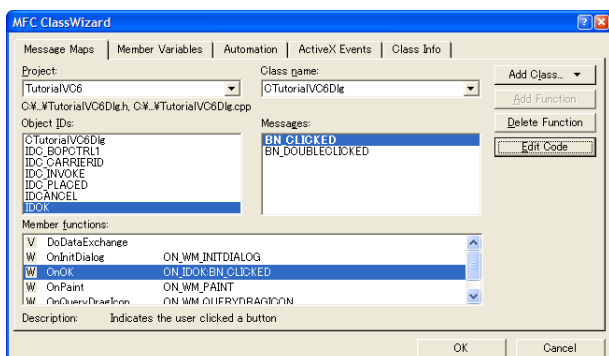 MFC ClassWizard
Message Maps Member Variables Automation ActiveX Events Class Info
Project: Class name:
TutorialVC6 CTutorialVC6Dlg
Add Class...
C:¥...¥TutorialVC6Dlg.h, C:¥...¥TutorialVC6Dlg.cpp
Add Function
Object IDs: Messages:
Delete Function
CTutorialVC6Dlg BN_CLICKED
IDC_BOPCTRL1 BN_DOUBLECLICKED
Edit Code
IDC_CARRIERID
IDC_INVOKE
IDC_PLACED
IDCANCEL
IDOK
Member functions:
V DoDataExchange
W OnInitDialog ON_WM_INITDIALOG
W OnOK ON_IDOK:BN_CLICKED
W OnPaint ON_WM_PAINT
W OnQueryDragIcon ON_WM_QUERYDRAGICON
Description: Indicates the user clicked a button
OK Cancel